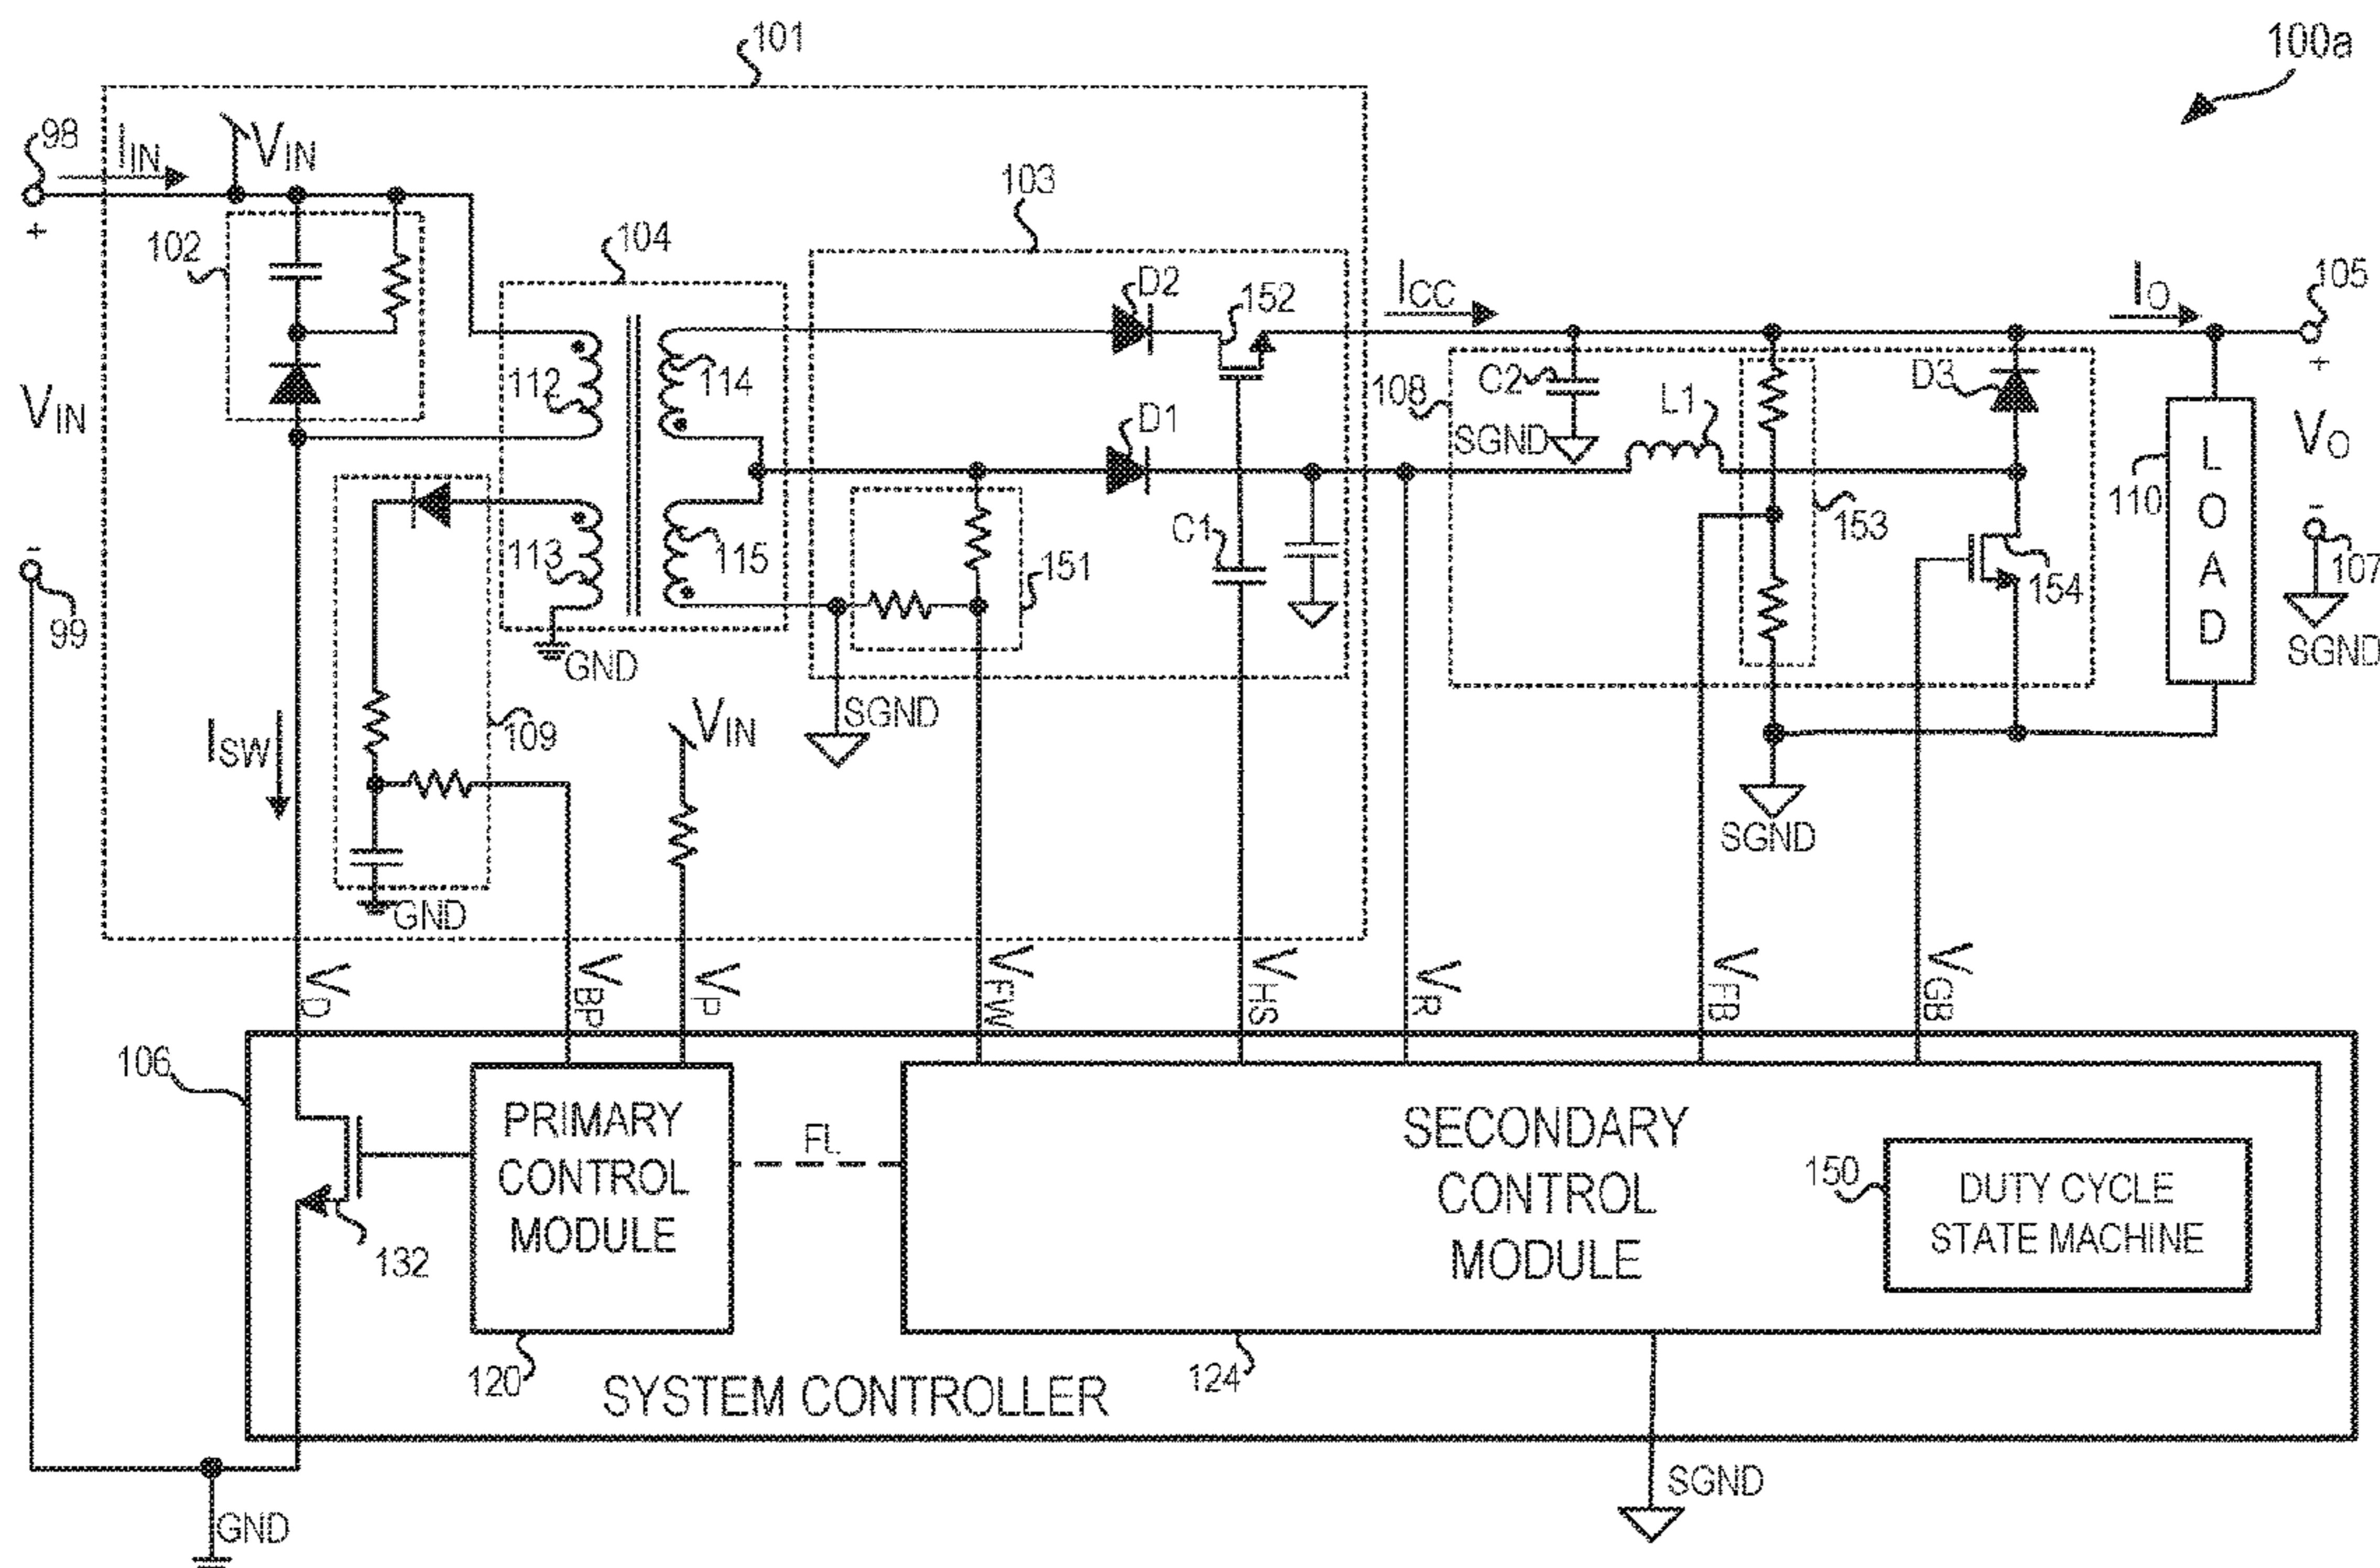 101
100a
98
IIN
VIN
103
102
104
D2
152
ICC
IO
105
+
+
112
114
108
C2
L1
D3
VIN
D1
SGND
VO
110
LOAD
-
99
113
115
151
C1
153
154
-
107
GND
SGND
SGND
ISW
109
VIN
SGND
GND
VD
VBP
VP
VFW
VHS
VR
VFB
VGB
106
PRIMARY
CONTROL
MODULE
FL
SECONDARY
CONTROL
MODULE
150
DUTY CYCLE
STATE MACHINE
132
120
124
SYSTEM CONTROLLER
GND
SGND